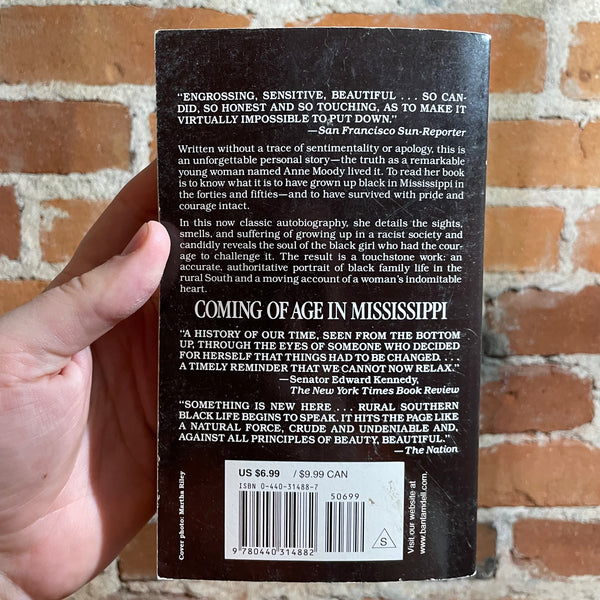 "ENGROSSING, SENSITIVE, BEAUTIFUL . . . SO CAN-
DID, SO HONEST AND SO TOUCHING, AS TO MAKE IT
VIRTUALLY IMPOSSIBLE TO PUT DOWN."
—San Francisco Sun-Reporter
Written without a trace of sentimentality or apology, this is
an unforgettable personal story—the truth as a remarkable
young woman named Anne Moody lived it. To read her book
is to know what it is to have grown up black in Mississippi in
the forties and fifties—and to have survived with pride and
courage intact.
In this now classic autobiography, she details the sights,
smells, and suffering of growing up in a racist society and
candidly reveals the soul of the black girl who had the cour-
age to challenge it. The result is a touchstone work: an
accurate, authoritative portrait of black family life in the
rural South and a moving account of a woman's indomitable
heart.
COMING OF AGE IN MISSISSIPPI
"A HISTORY OF OUR TIME, SEEN FROM THE BOTTOM
UP, THROUGH THE EYES OF SOMEONE WHO DECIDED
FOR HERSELF THAT THINGS HAD TO BE CHANGED. . . .
A TIMELY REMINDER THAT WE CANNOT NOW RELAX."
—Senator Edward Kennedy,
The New York Times Book Review
"SOMETHING IS NEW HERE . . . RURAL SOUTHERN
BLACK LIFE BEGINS TO SPEAK. IT HITS THE PAGE LIKE
A NATURAL FORCE, CRUDE AND UNDENIABLE AND,
AGAINST ALL PRINCIPLES OF BEAUTY, BEAUTIFUL."
—The Nation
US $6.99 / $9.99 CAN
ISBN 0-440-31488-7
50699
9 780440 314882
S
Visit our website at
www.bantamdell.com
Cover photo: Martha Riley